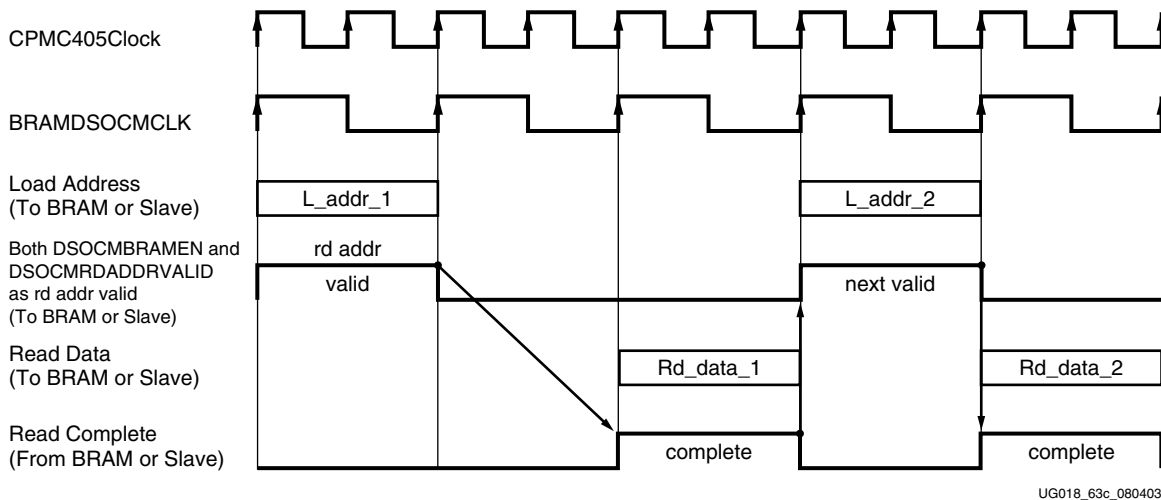 CPMC405Clock
BRAMDSOCMCLK
Load Address
(To BRAM or Slave)
L_addr_1
L_addr_2
Both DSOCMBRAMEN and
DSOCMRDADDRVALID
as rd addr valid
(To BRAM or Slave)
rd addr
valid
next valid
Read Data
(To BRAM or Slave)
Rd_data_1
Rd_data_2
Read Complete
(From BRAM or Slave)
complete
complete
UG018_63c_080403